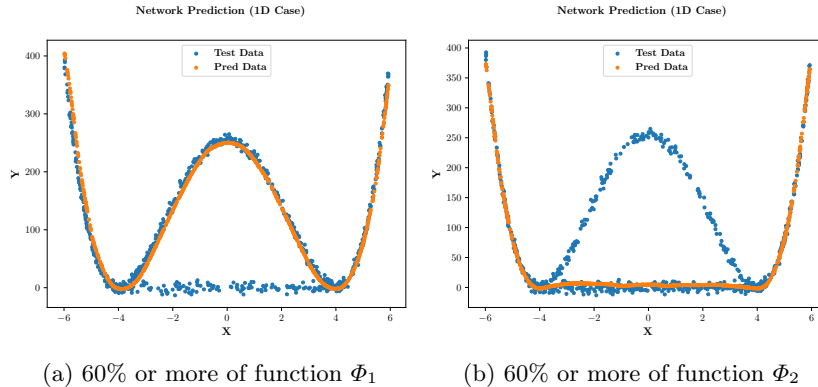 Network Prediction (1D Case)
Network Prediction (1D Case)
400
300
200
100
0
Y
Test Data
Pred Data
−6
−4
−2
0
2
4
6
X
400
350
300
250
200
150
100
50
0
Y
Test Data
Pred Data
−6
−4
−2
0
2
4
6
X
(a) 60% or more of function Φ₁
(b) 60% or more of function Φ₂